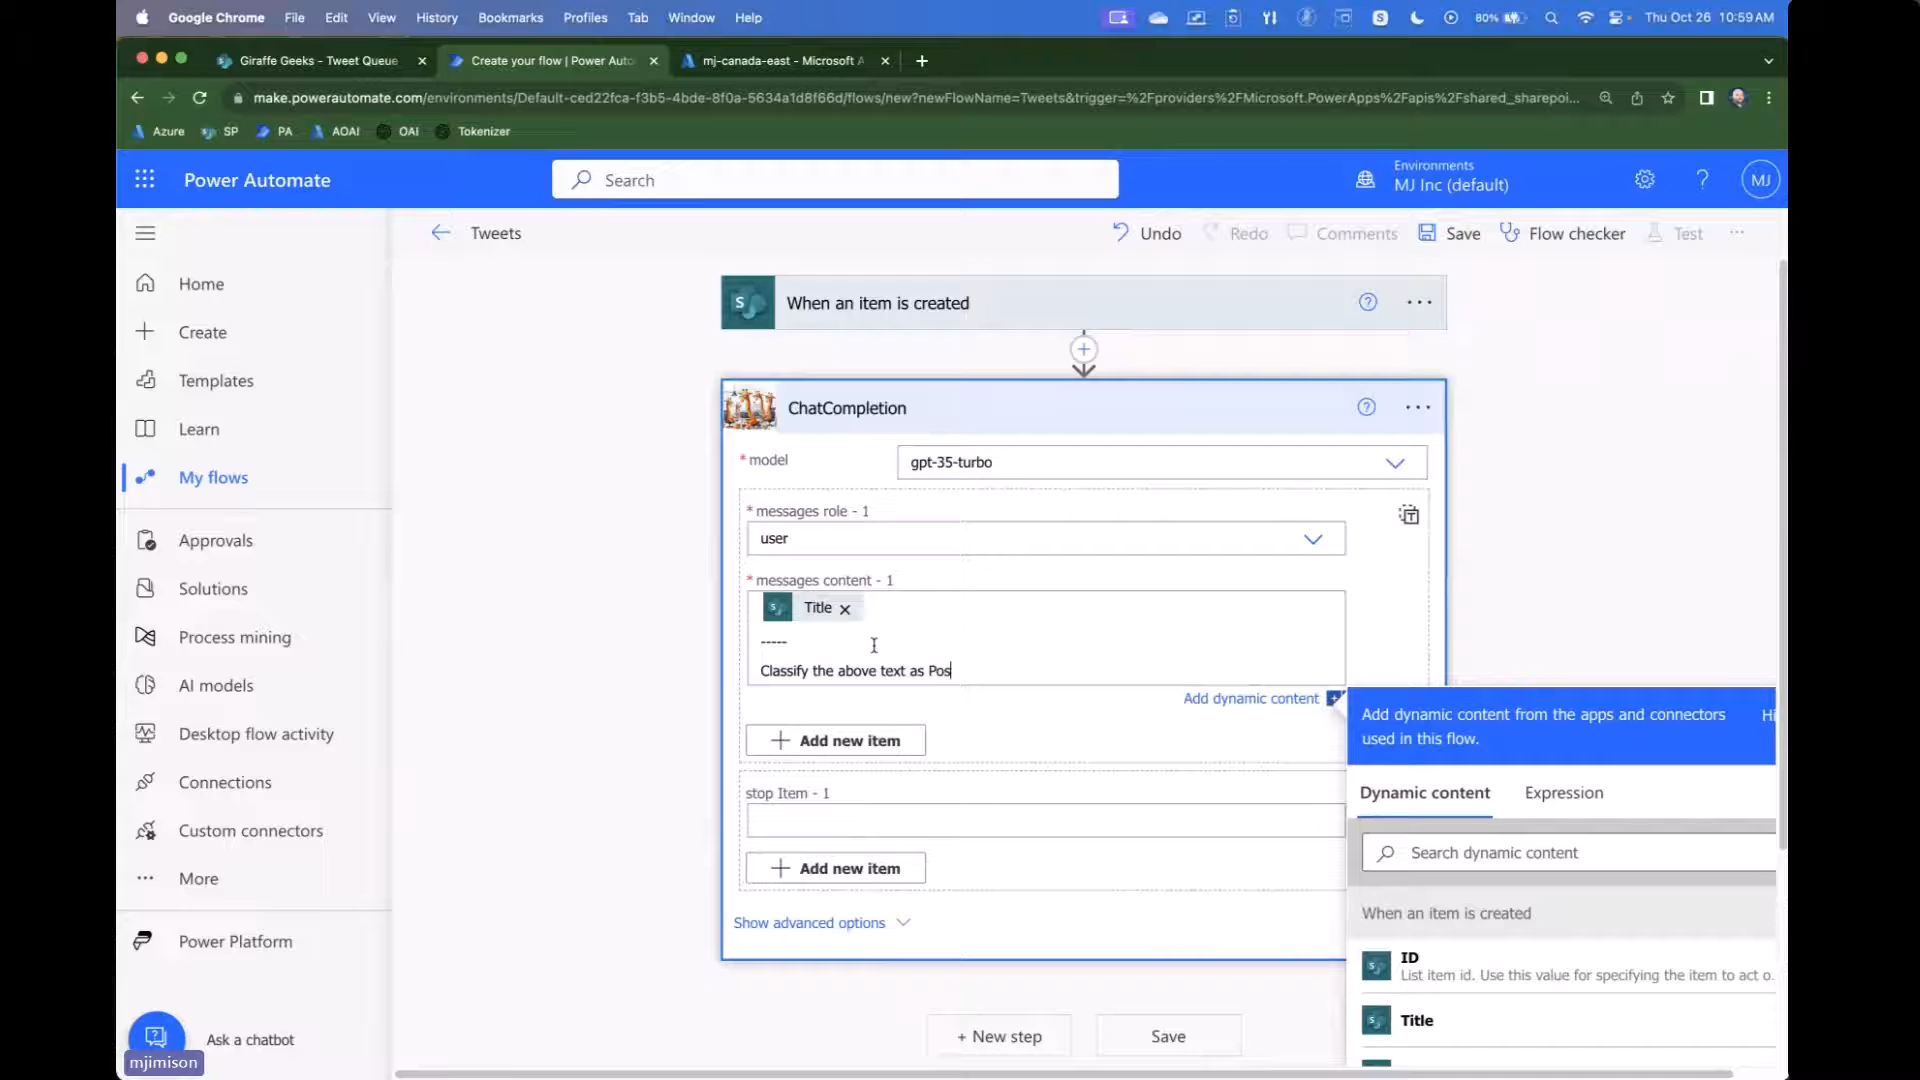 Google Chrome File Edit View History Bookmarks Profiles Tab Window Help 80% Thu Oct 26 10:59 AM
Giraffe Geeks - Tweet Queue Create your flow | Power Auto mj-canada-east - Microsoft A
make.powerautomate.com/environments/Default-ced22fca-f3b5-4bde-8f0a-5634a1d8f66d/flows/new?newFlowName=Tweets&trigger=%2Fproviders%2FMicrosoft.PowerApps%2Fapis%2Fshared_sharepoi...
Azure SP PA AOAI OAI Tokenizer
Power Automate
Search
Environments
MJ Inc (default)
MJ
Tweets
Undo Redo Comments Save Flow checker Test
Home
Create
Templates
Learn
My flows
Approvals
Solutions
Process mining
AI models
Desktop flow activity
Connections
Custom connectors
More
Power Platform
Ask a chatbot
mjimison
When an item is created
ChatCompletion
* model
gpt-35-turbo
* messages role - 1
user
* messages content - 1
Title
-----
Classify the above text as Pos
Add dynamic content
Add new item
stop Item - 1
Add new item
Show advanced options
+ New step
Save
Add dynamic content from the apps and connectors used in this flow.
Hi
Dynamic content Expression
Search dynamic content
When an item is created
ID
List item id. Use this value for specifying the item to act o...
Title